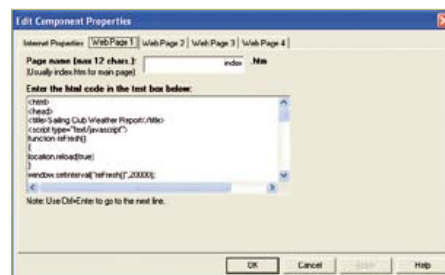 Edit Component Properties
Internet Properties | Web Page 1 | Web Page 2 | Web Page 3 | Web Page 4
Page name (max 12 chars.) index .htm
(Usually index.htm for main page)
Enter the html code in the text box below:
<html>
<head>
<title>Sailing Club Weather Report</title>
<script type="text/javascript">
function reFresh()
{
location.reload(true)
}
window.setInterval("reFresh()",20000);
Note: Use Ctrl+Enter to go to the next line.
OK Cancel Apply Help